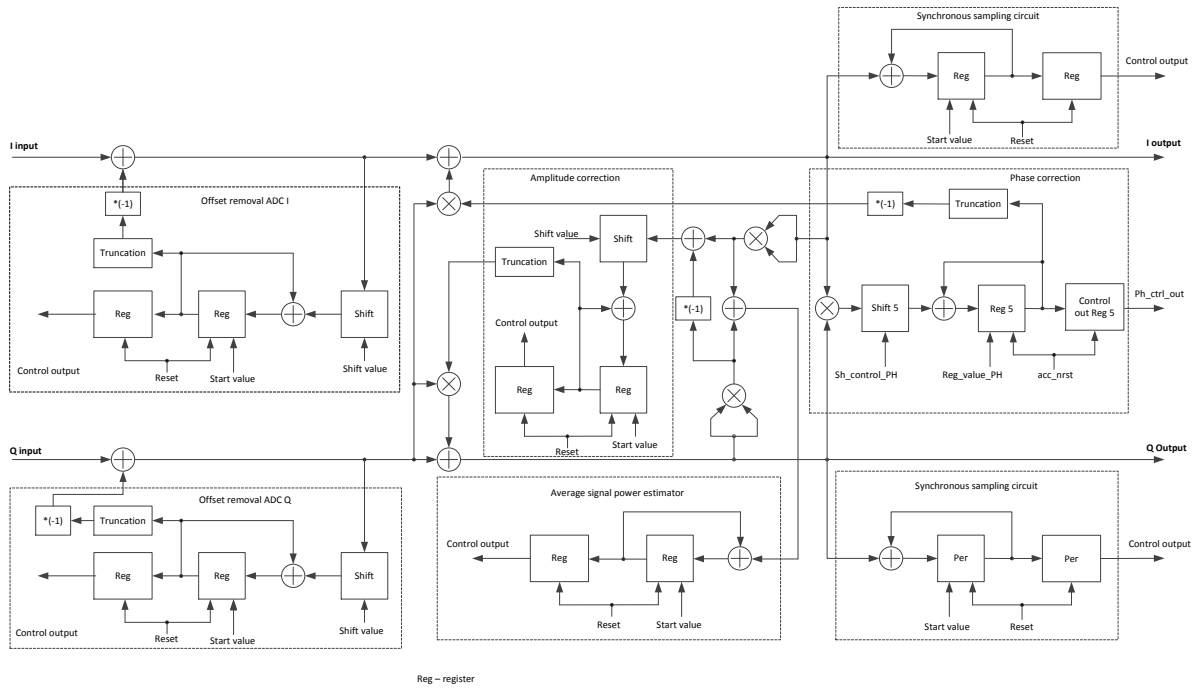 Synchronous sampling circuit
Control output
Reg
Reg
Start value
Reset
I input
I output
Offset removal ADC I
*(-1)
Truncation
Reg
Reg
Shift
Control output
Reset
Start value
Shift value
Amplitude correction
Shift value
Shift
Truncation
Control output
Reg
Reg
Reset
Start value
*(-1)
Phase correction
*(-1)
Truncation
Shift 5
Reg 5
Control
out Reg 5
Ph_ctrl_out
Sh_control_PH
Reg_value_PH
acc_nrst
Q input
Q Output
Offset removal ADC Q
*(-1)
Truncation
Reg
Reg
Shift
Control output
Reset
Start value
Shift value
Average signal power estimator
Control output
Reg
Reg
Reset
Start value
Synchronous sampling circuit
Control output
Per
Per
Start value
Reset
Reg – register